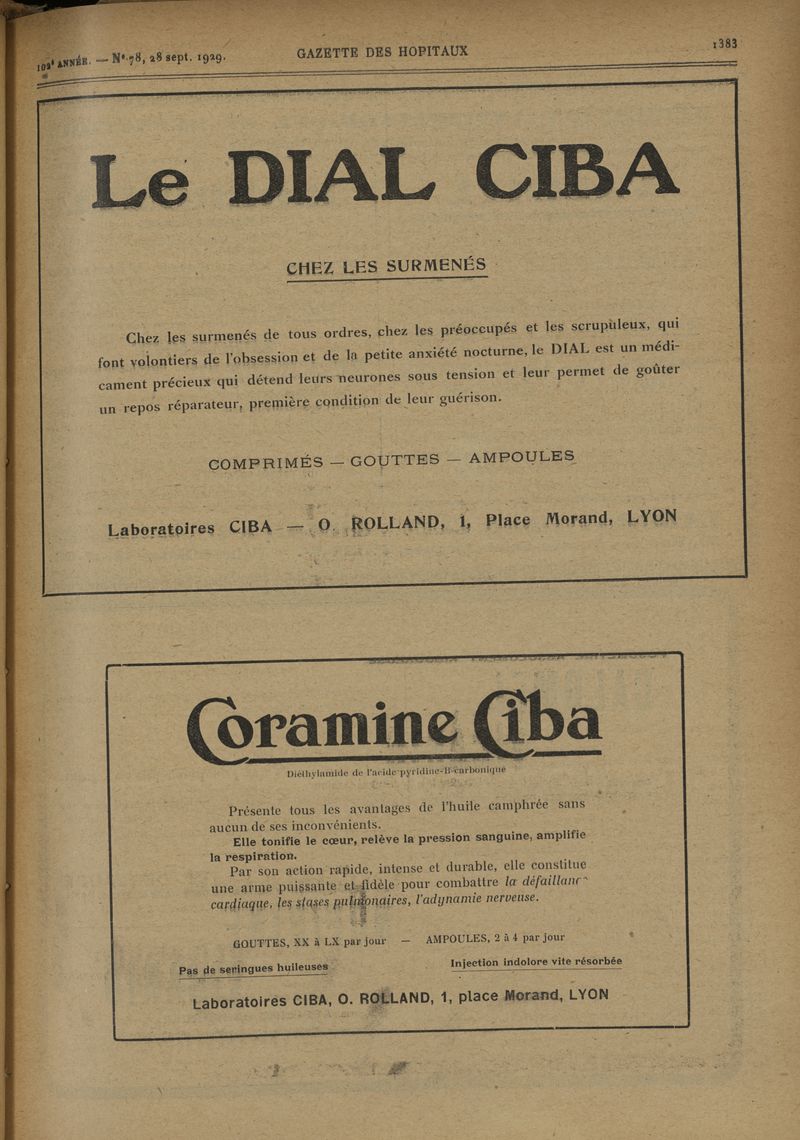 102e ANNÉE. — No 78, 28 sept. 1929.
GAZETTE DES HOPITAUX
1383
Le DIAL CIBA
CHEZ LES SURMENÉS
Chez les surmenés de tous ordres, chez les préoccupés et les scrupuleux, qui
font volontiers de l'obsession et de la petite anxiété nocturne, le DIAL est un médi-
cament précieux qui détend leurs neurones sous tension et leur permet de goûter
un repos réparateur, première condition de leur guérison.
COMPRIMÉS — GOUTTES — AMPOULES
Laboratoires CIBA — O. ROLLAND, 1, Place Morand, LYON
Coramine Ciba
Diéthylamide de l'acide pyridine-B-carbonique
Présente tous les avantages de l'huile camphrée sans
aucun de ses inconvénients.
Elle tonifie le cœur, relève la pression sanguine, amplifie
la respiration.
Par son action rapide, intense et durable, elle constitue
une arme puissante et fidèle pour combattre la défaillanc
cardiaque, les stases pulmonaires, l'adynamie nerveuse.
GOUTTES, XX à LX par jour — AMPOULES, 2 à 4 par jour
Pas de seringues huileuses
Injection indolore vite résorbée
Laboratoires CIBA, O. ROLLAND, 1, place Morand, LYON